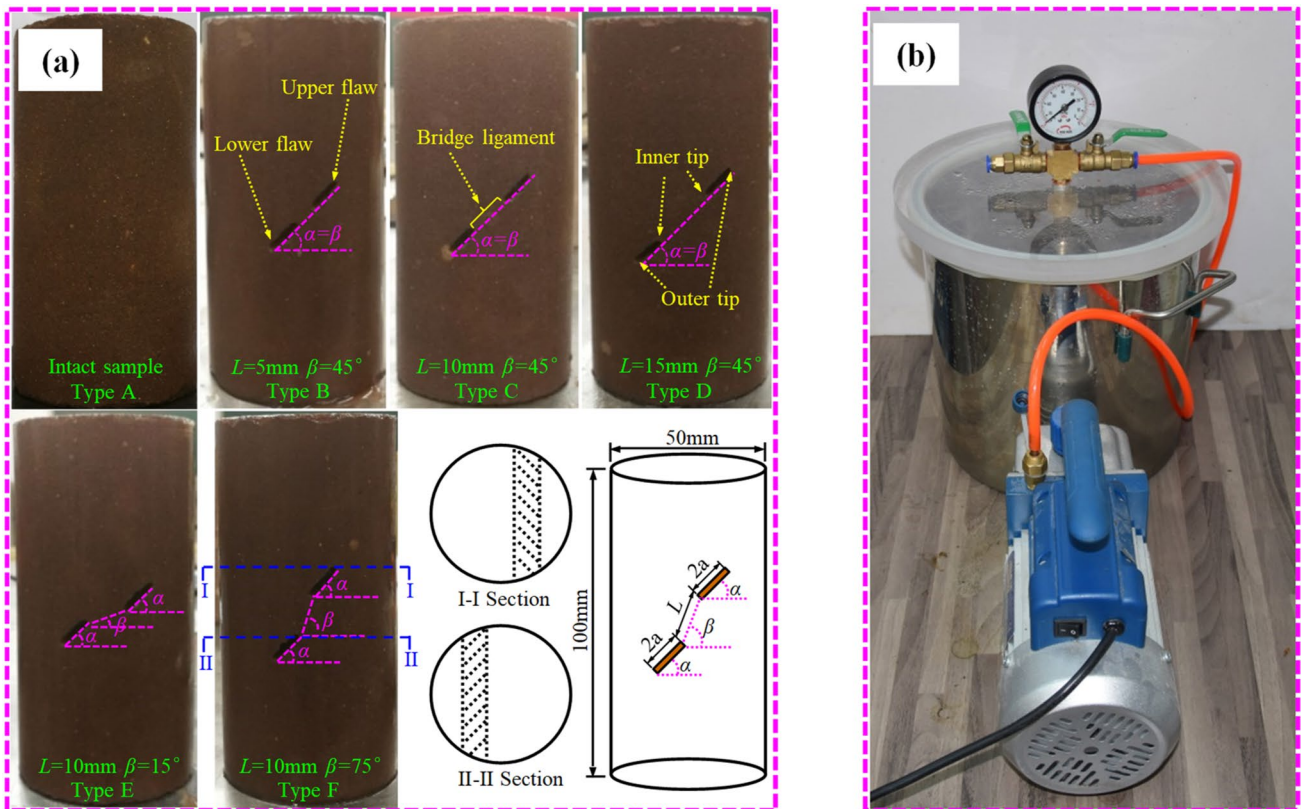 (a)
Upper flaw
Lower flaw
α=β
Bridge ligament
α=β
Inner tip
α=β
Outer tip
Intact sample
Type A
L=5mm β=45°
Type B
L=10mm β=45°
Type C
L=15mm β=45°
Type D
α
β
α
L=10mm β=15°
Type E
I
I
II
II
α
β
α
L=10mm β=75°
Type F
I-I Section
II-II Section
50mm
100mm
2a
L
α
2a
β
α
(b)